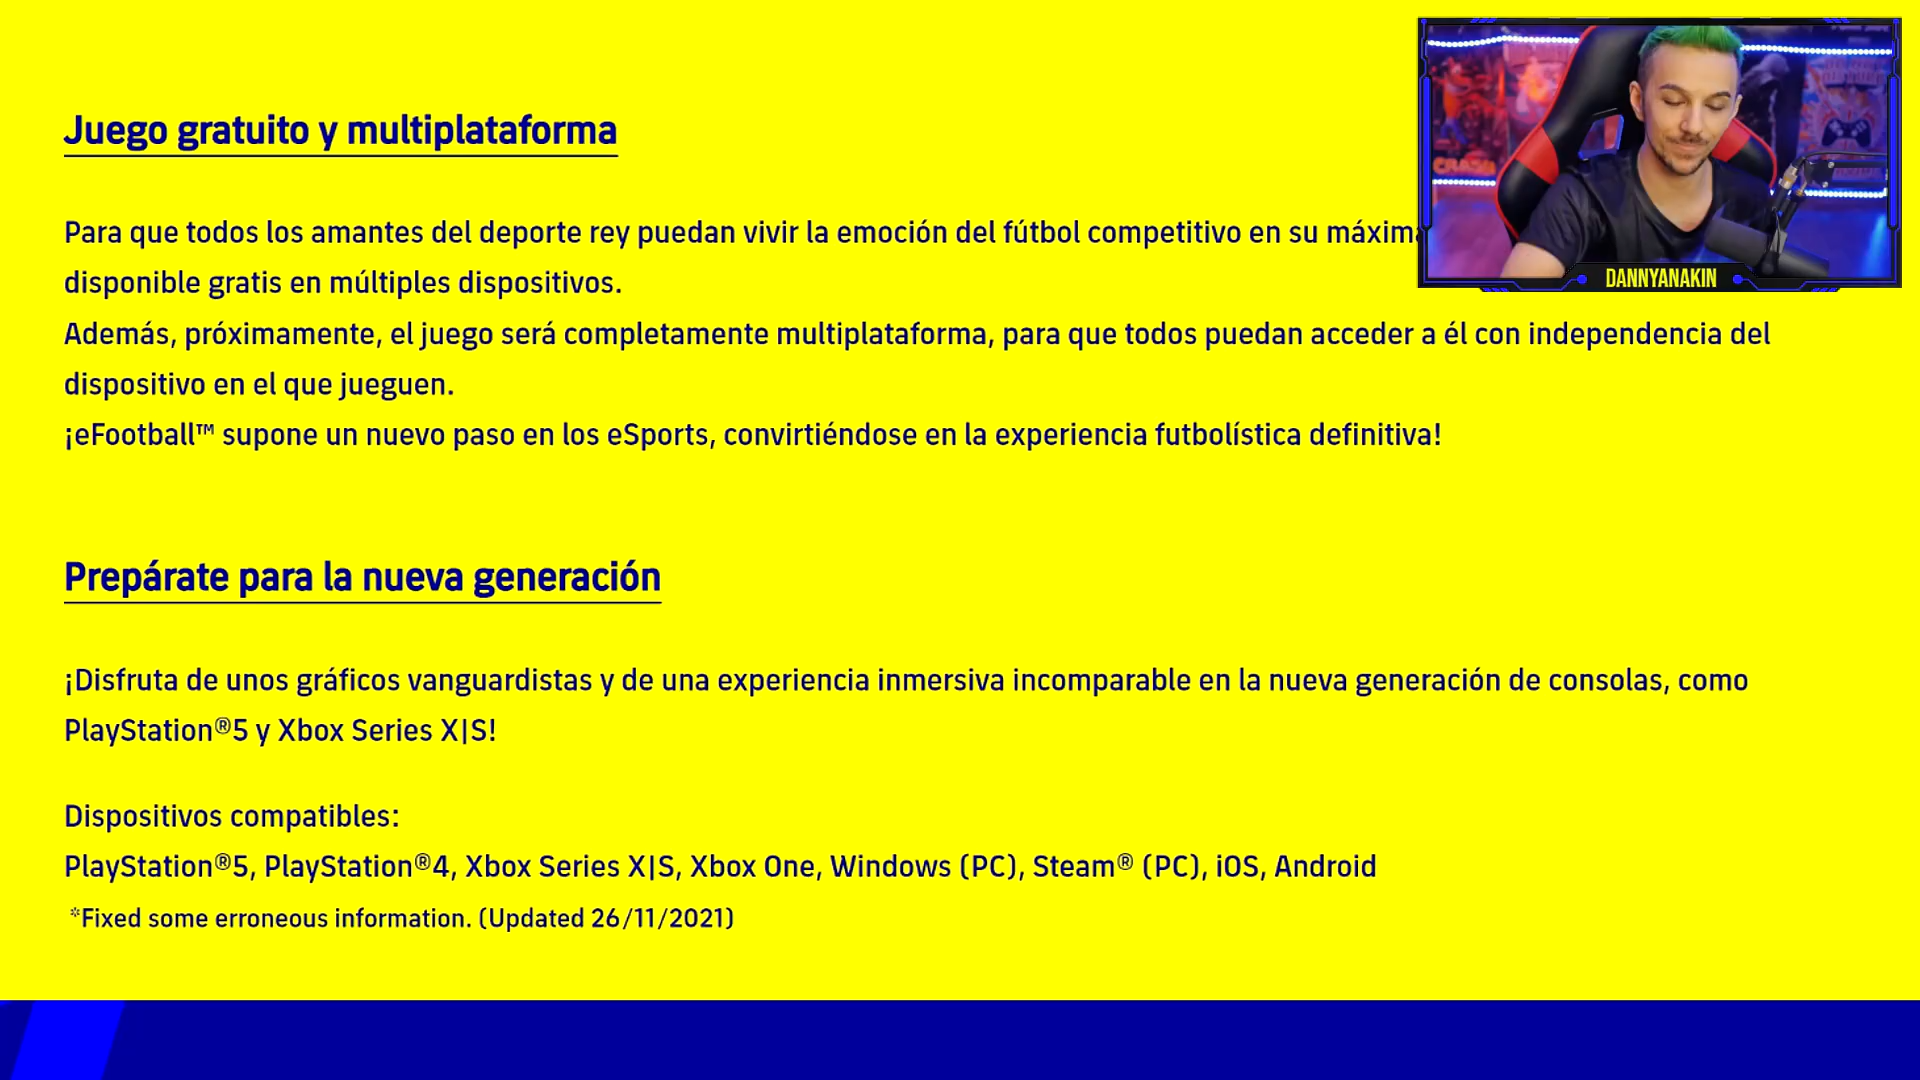 Juego gratuito y multiplataforma
Para que todos los amantes del deporte rey puedan vivir la emoción del fútbol competitivo en su máxima
disponible gratis en múltiples dispositivos.
Además, próximamente, el juego será completamente multiplataforma, para que todos puedan acceder a él con independencia del
dispositivo en el que jueguen.
¡eFootball™ supone un nuevo paso en los eSports, convirtiéndose en la experiencia futbolística definitiva!
Prepárate para la nueva generación
¡Disfruta de unos gráficos vanguardistas y de una experiencia inmersiva incomparable en la nueva generación de consolas, como
PlayStation®5 y Xbox Series X|S!
Dispositivos compatibles:
PlayStation®5, PlayStation®4, Xbox Series X|S, Xbox One, Windows (PC), Steam® (PC), iOS, Android
*Fixed some erroneous information. (Updated 26/11/2021)
DANNYANAKIN